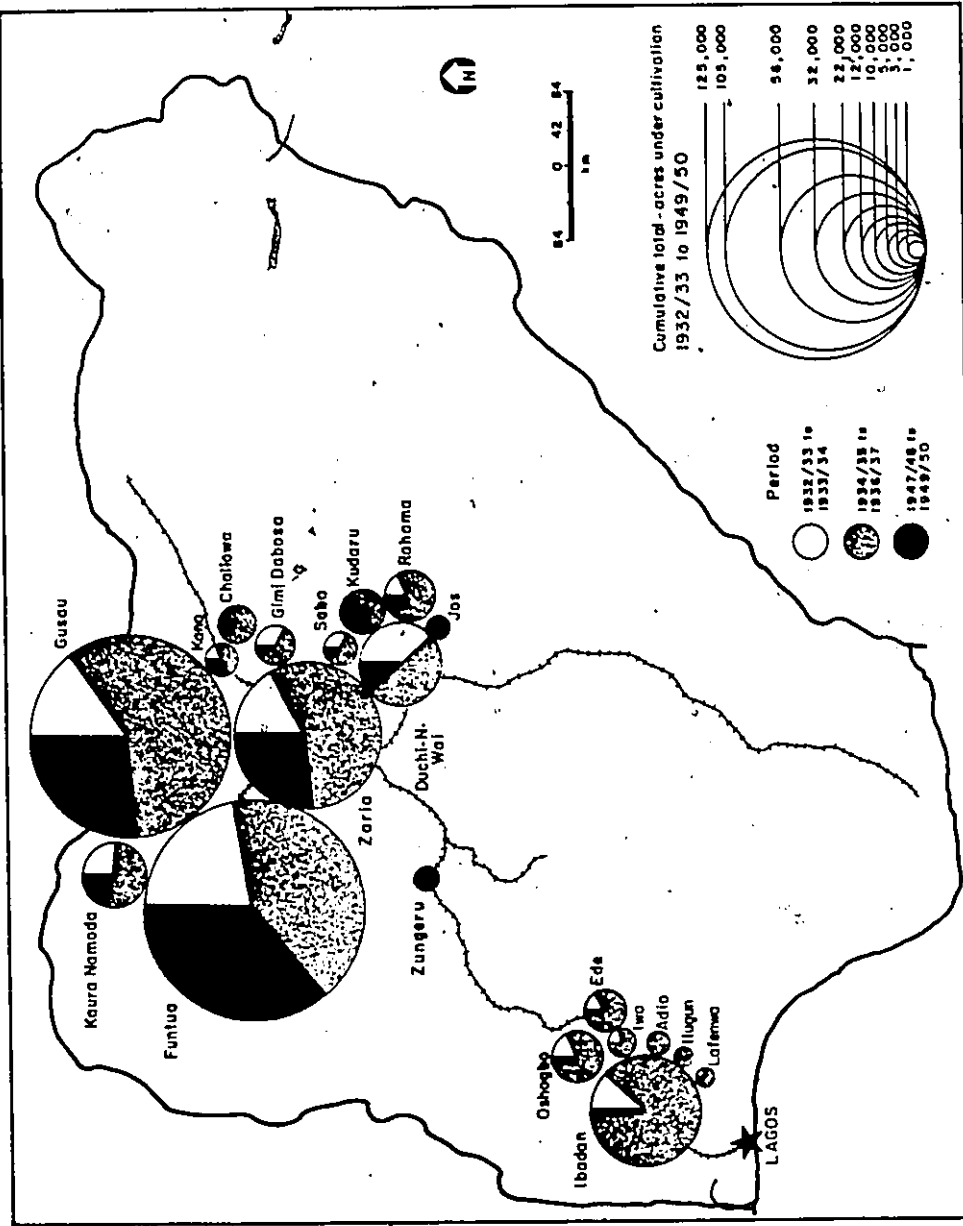 Gusau
Kaura Namoda
Kano
Challawa
Funtua
Gimi Dabosa
Saba
Kudaru
Rahama
Zaria
Jos
Duchi-N-
Wai
Zungeru
Ede
Oshogbo
Iwo
Adio
Ilugun
Lafenwa
Ibadan
LAGOS
N
84 0 42 84
km
Cumulative total - acres under cultivation
1932/33 to 1949/50
125,000
105,000
56,000
32,000
22,000
12,000
10,000
5,000
3,000
1,000
Period
1932/33 to
1933/34
1934/35 to
1936/37
1947/48 to
1949/50